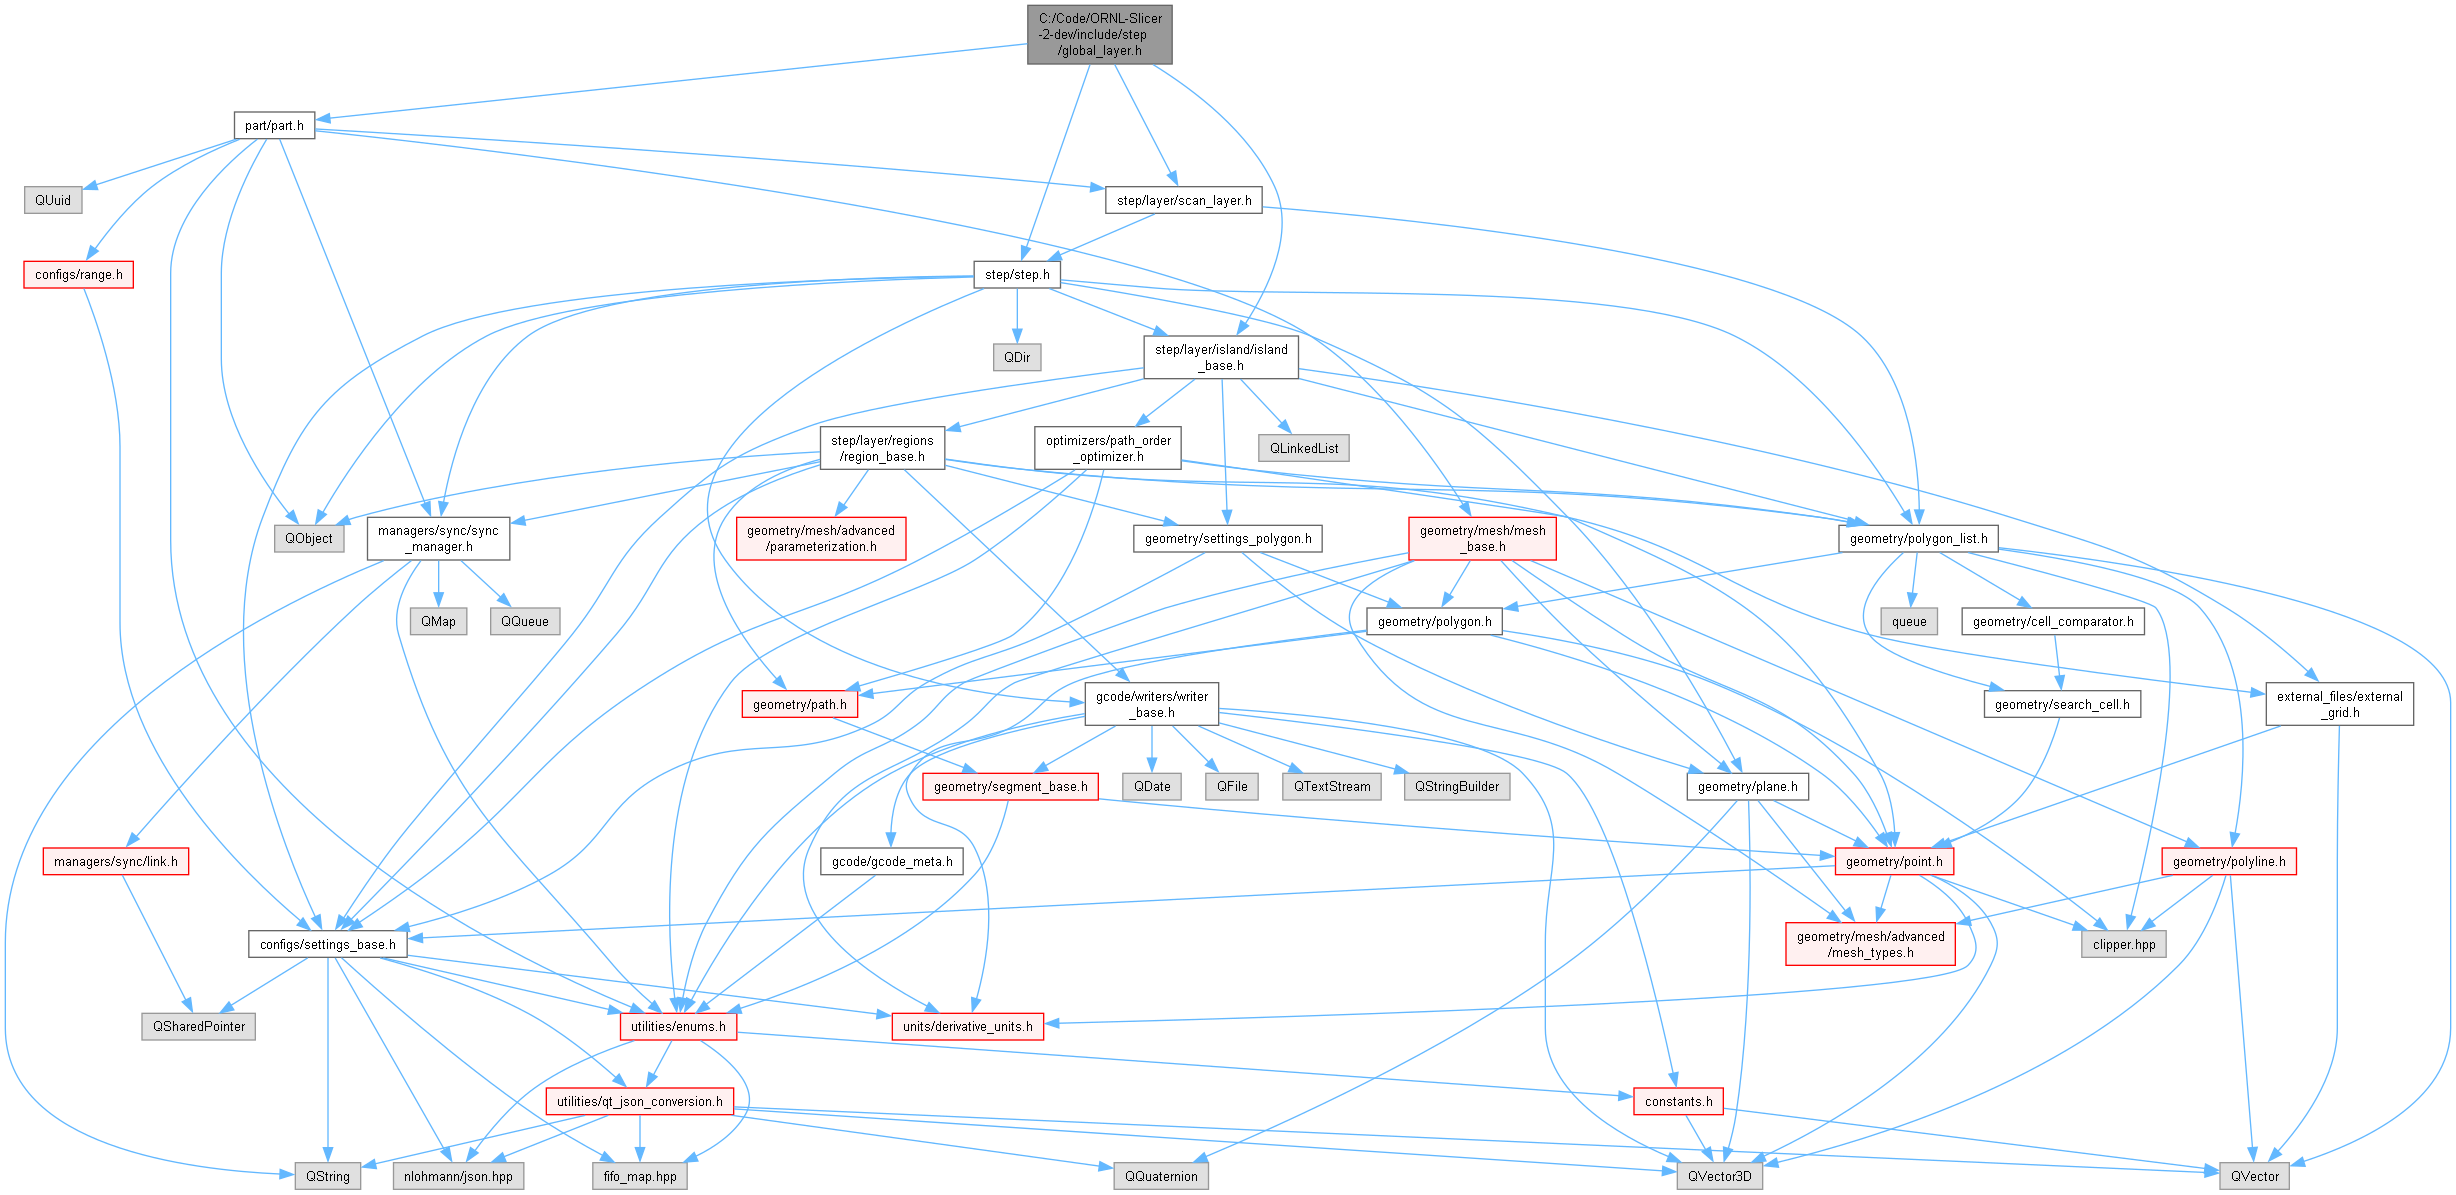 C:/Code/ORNL-Slicer
-2-dev/include/step
/global_layer.h
part/part.h
QUuid
step/layer/scan_layer.h
configs/range.h
step/step.h
QDir
step/layer/island/island
_base.h
step/layer/regions
/region_base.h
optimizers/path_order
_optimizer.h
QLinkedList
QObject
managers/sync/sync
_manager.h
geometry/mesh/advanced
/parameterization.h
geometry/settings_polygon.h
geometry/mesh/mesh
_base.h
geometry/polygon_list.h
QMap
QQueue
geometry/polygon.h
queue
geometry/cell_comparator.h
geometry/path.h
gcode/writers/writer
_base.h
geometry/search_cell.h
external_files/external
_grid.h
geometry/segment_base.h
QDate
QFile
QTextStream
QStringBuilder
geometry/plane.h
managers/sync/link.h
gcode/gcode_meta.h
geometry/point.h
geometry/polyline.h
configs/settings_base.h
geometry/mesh/advanced
/mesh_types.h
clipper.hpp
QSharedPointer
utilities/enums.h
units/derivative_units.h
utilities/qt_json_conversion.h
constants.h
QString
nlohmann/json.hpp
fifo_map.hpp
QQuaternion
QVector3D
QVector